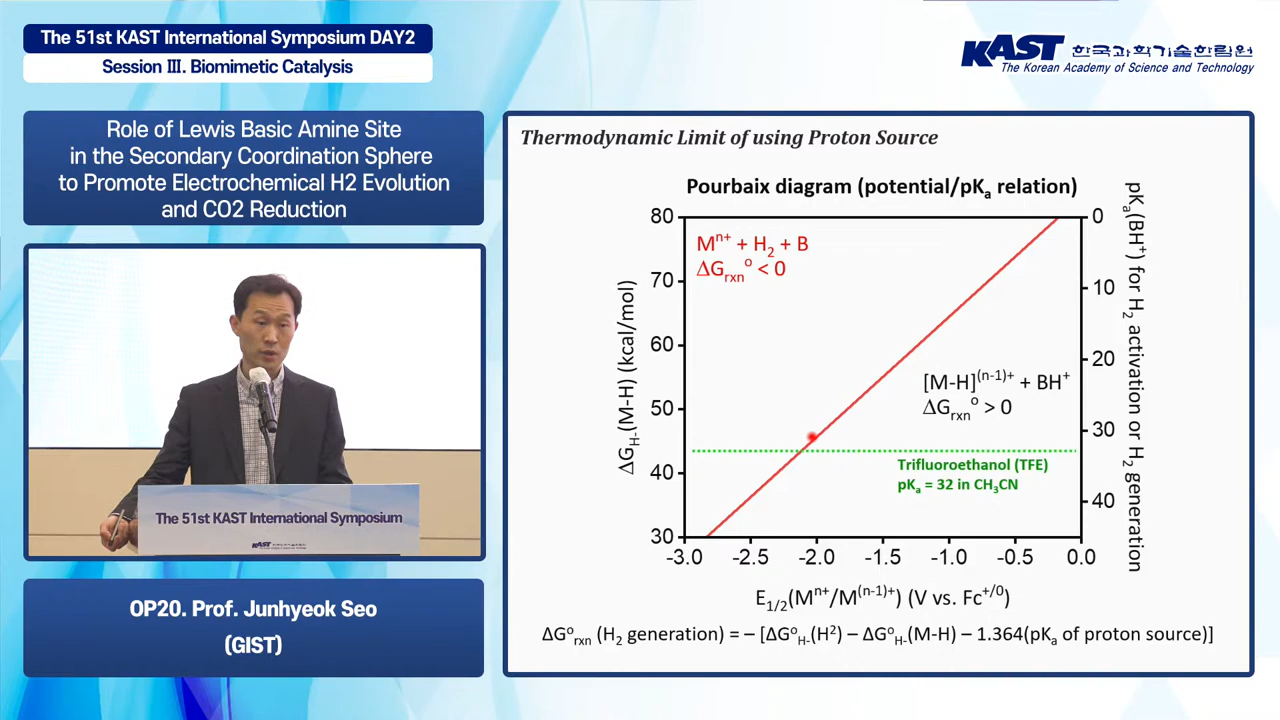 The 51st KAST International Symposium DAY2
Session III. Biomimetic Catalysis
KAST 한국과학기술한림원
The Korean Academy of Science and Technology
Role of Lewis Basic Amine Site
in the Secondary Coordination Sphere
to Promote Electrochemical H2 Evolution
and CO2 Reduction
The 51st KAST International Symposium
KAST
OP20. Prof. Junhyeok Seo
(GIST)
Thermodynamic Limit of using Proton Source
Pourbaix diagram (potential/pKa relation)
80
70
60
50
40
30
ΔGH-(M-H) (kcal/mol)
Mn+ + H2 + B
ΔGrxn° < 0
[M-H](n-1)+ + BH+
ΔGrxn° > 0
Trifluoroethanol (TFE)
pKa = 32 in CH3CN
0
10
20
30
40
pKa(BH+) for H2 activation or H2 generation
-3.0 -2.5 -2.0 -1.5 -1.0 -0.5 0.0
E1/2(Mn+/M(n-1)+) (V vs. Fc+/0)
ΔG°rxn (H2 generation) = – [ΔG°H-(H2) – ΔG°H-(M-H) – 1.364(pKa of proton source)]